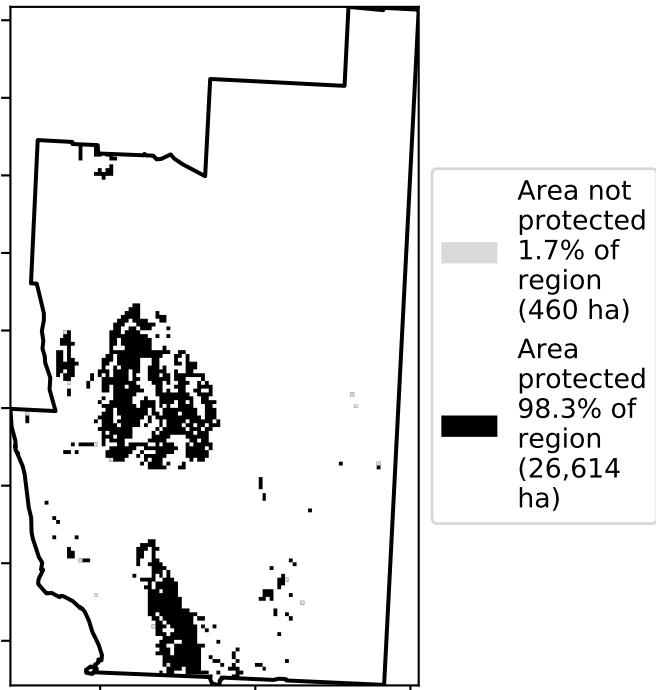 Area not
protected
1.7% of
region
(460 ha)
Area
protected
98.3% of
region
(26,614
ha)